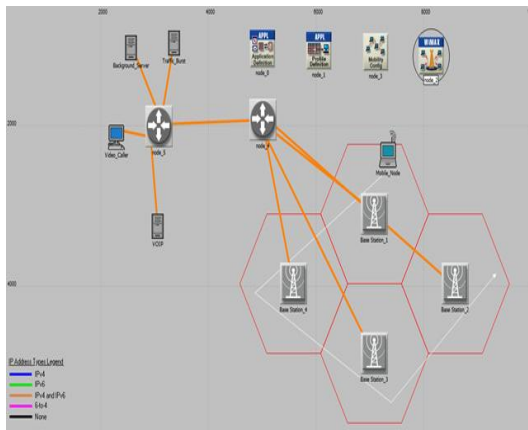 2000
4000
6000
8000
APPL
Application
Definition
node_0
APPL
Profile
Definition
node_1
Mobility
Config
node_3
WiMAX
Background_Server
Traffic_Burst
2000
Video_Caller
node_5
Mobile_Node
VOIP
Base Station_1
4000
Base Station_4
Base Station_2
Base Station_3
IP Address Types Legend
IPv4
IPv6
IPv4 and IPv6
6-to-4
None